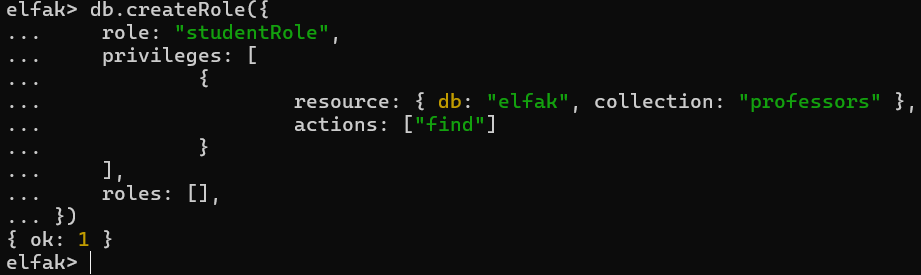 elfak> db.createRole({
...     role: "studentRole",
...     privileges: [
...             {
...                     resource: { db: "elfak", collection: "professors" },
...                     actions: ["find"]
...             }
...     ],
...     roles: [],
... })
{ ok: 1 }
elfak>